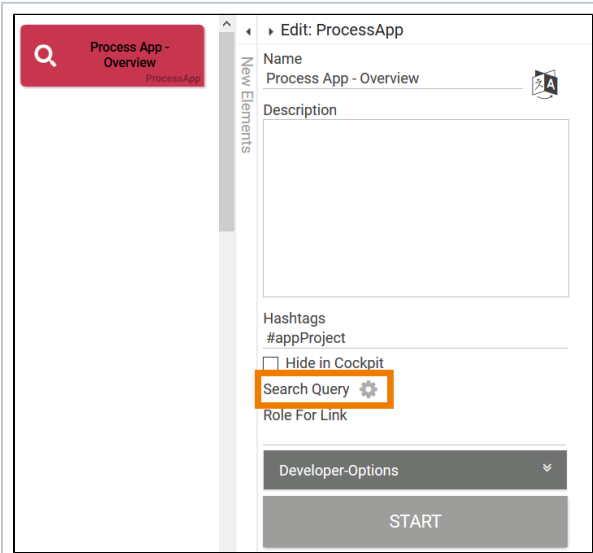 Process App -
Overview
ProcessApp
New Elements
Edit: ProcessApp
Name
Process App - Overview
Description
Hashtags
#appProject
Hide in Cockpit
Search Query
Role For Link
Developer-Options
START